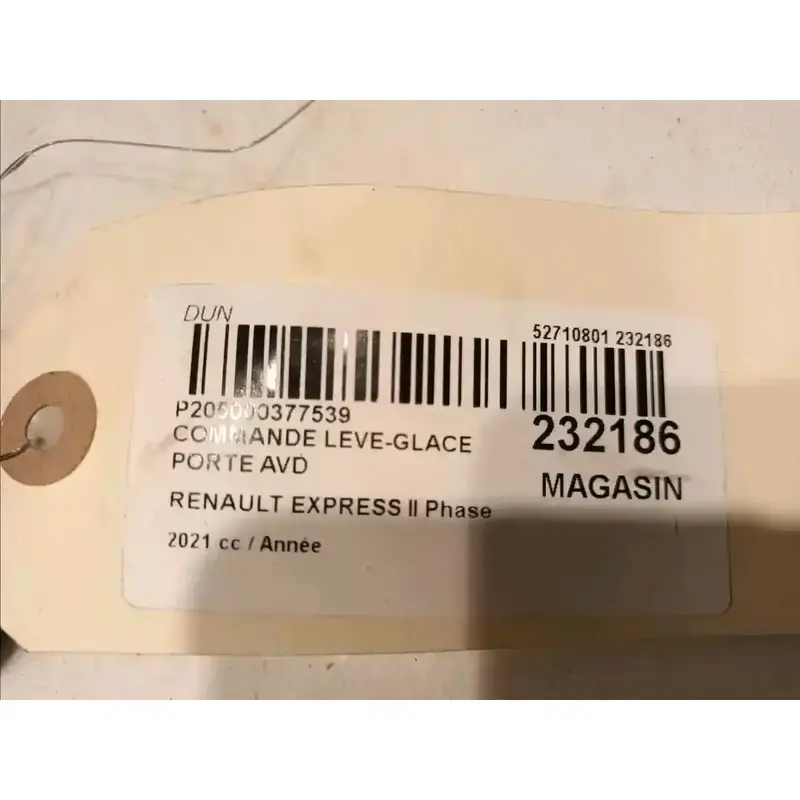 DUN
52710801 232186
P205000377539
COMMANDE LEVE-GLACE
PORTE AVD
232186
MAGASIN
RENAULT EXPRESS II Phase
2021 cc / Année